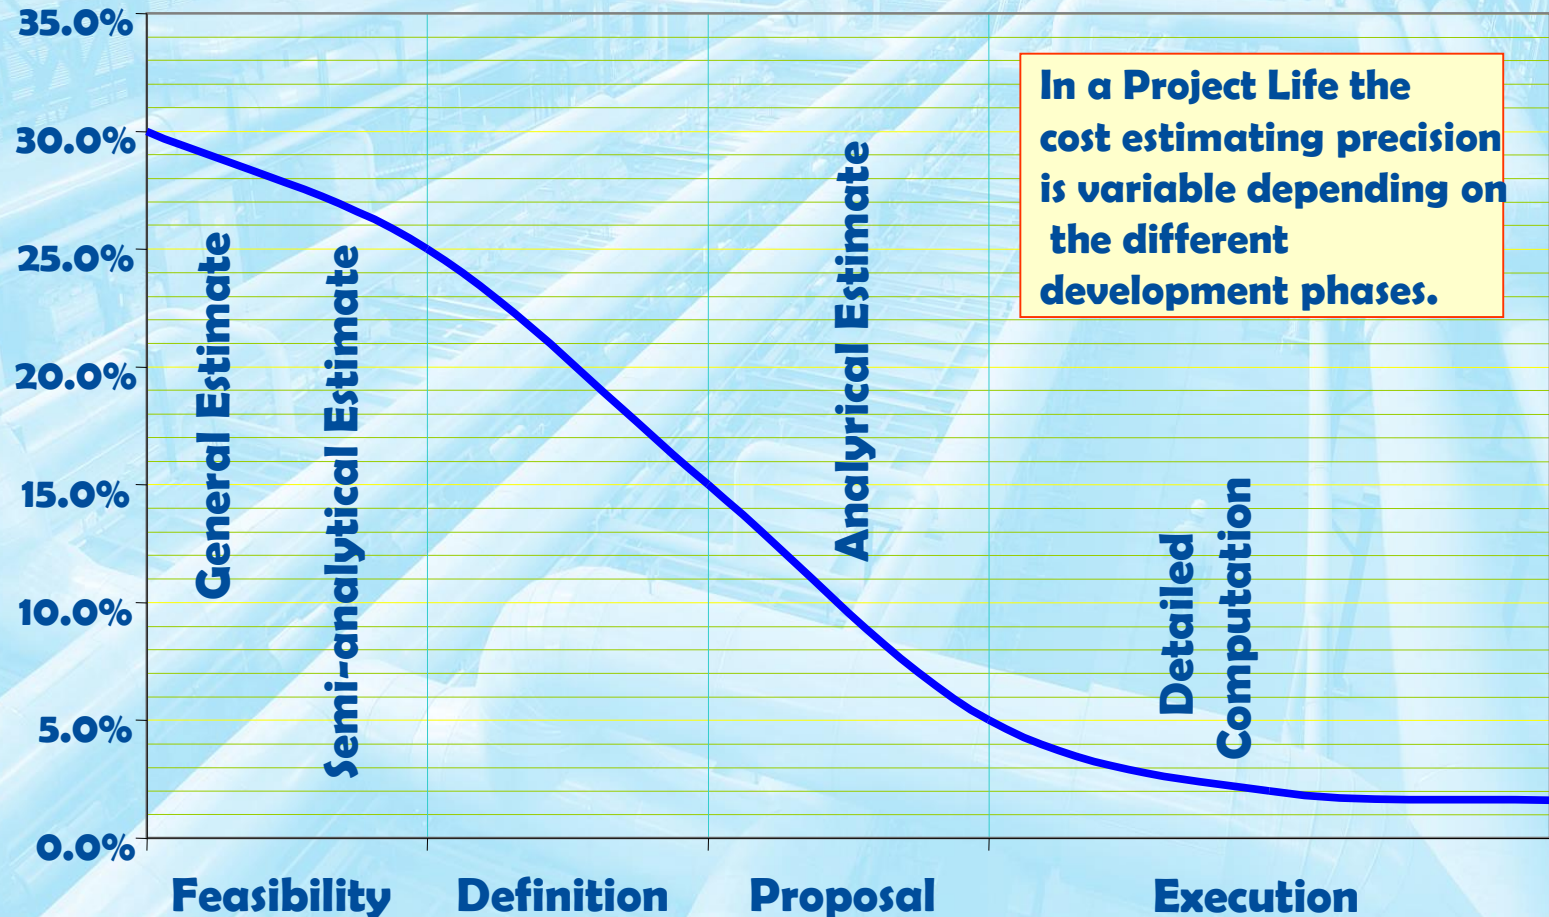 35.0%
30.0%
25.0%
20.0%
15.0%
10.0%
5.0%
0.0%
General Estimate
Semi-analytical Estimate
Analyrical Estimate
Detailed
Computation
In a Project Life the
cost estimating precision
is variable depending on
the different
development phases.
Feasibility
Definition
Proposal
Execution